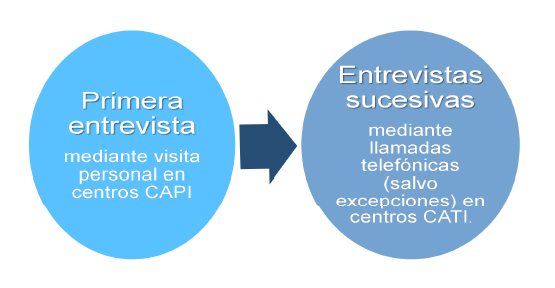 Primera
entrevista
mediante visita
personal en
centros CAPI
Entrevistas
sucesivas
mediante
llamadas
telefónicas
(salvo
excepciones) en
centros CATI.